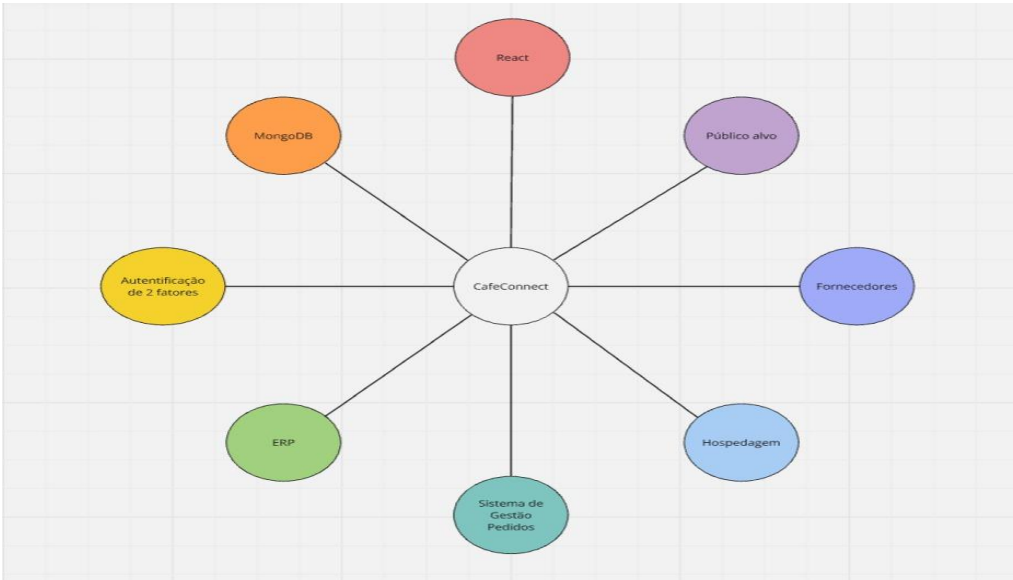 React
MongoDB
Público alvo
Autentificação
de 2 fatores
CafeConnect
Fornecedores
ERP
Hospedagem
Sistema de
Gestão
Pedidos